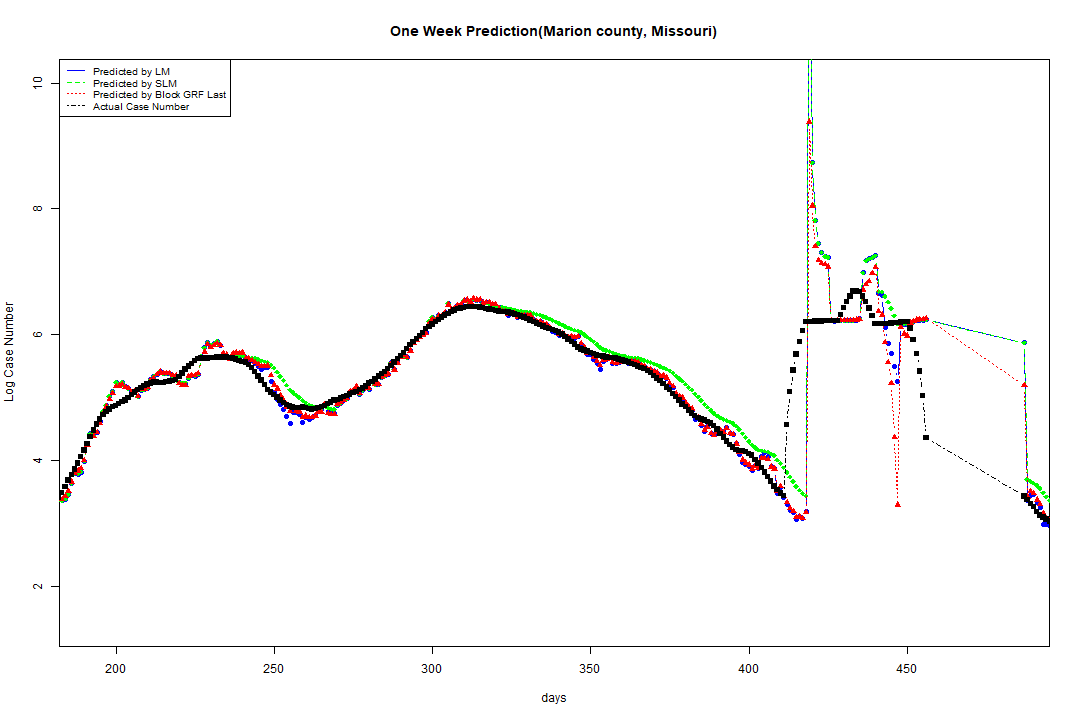 One Week Prediction(Marion county, Missouri)
Predicted by LM
Predicted by SLM
Predicted by Block GRF Last
Actual Case Number
Log Case Number
10
8
6
4
2
200 250 300 350 400 450
days